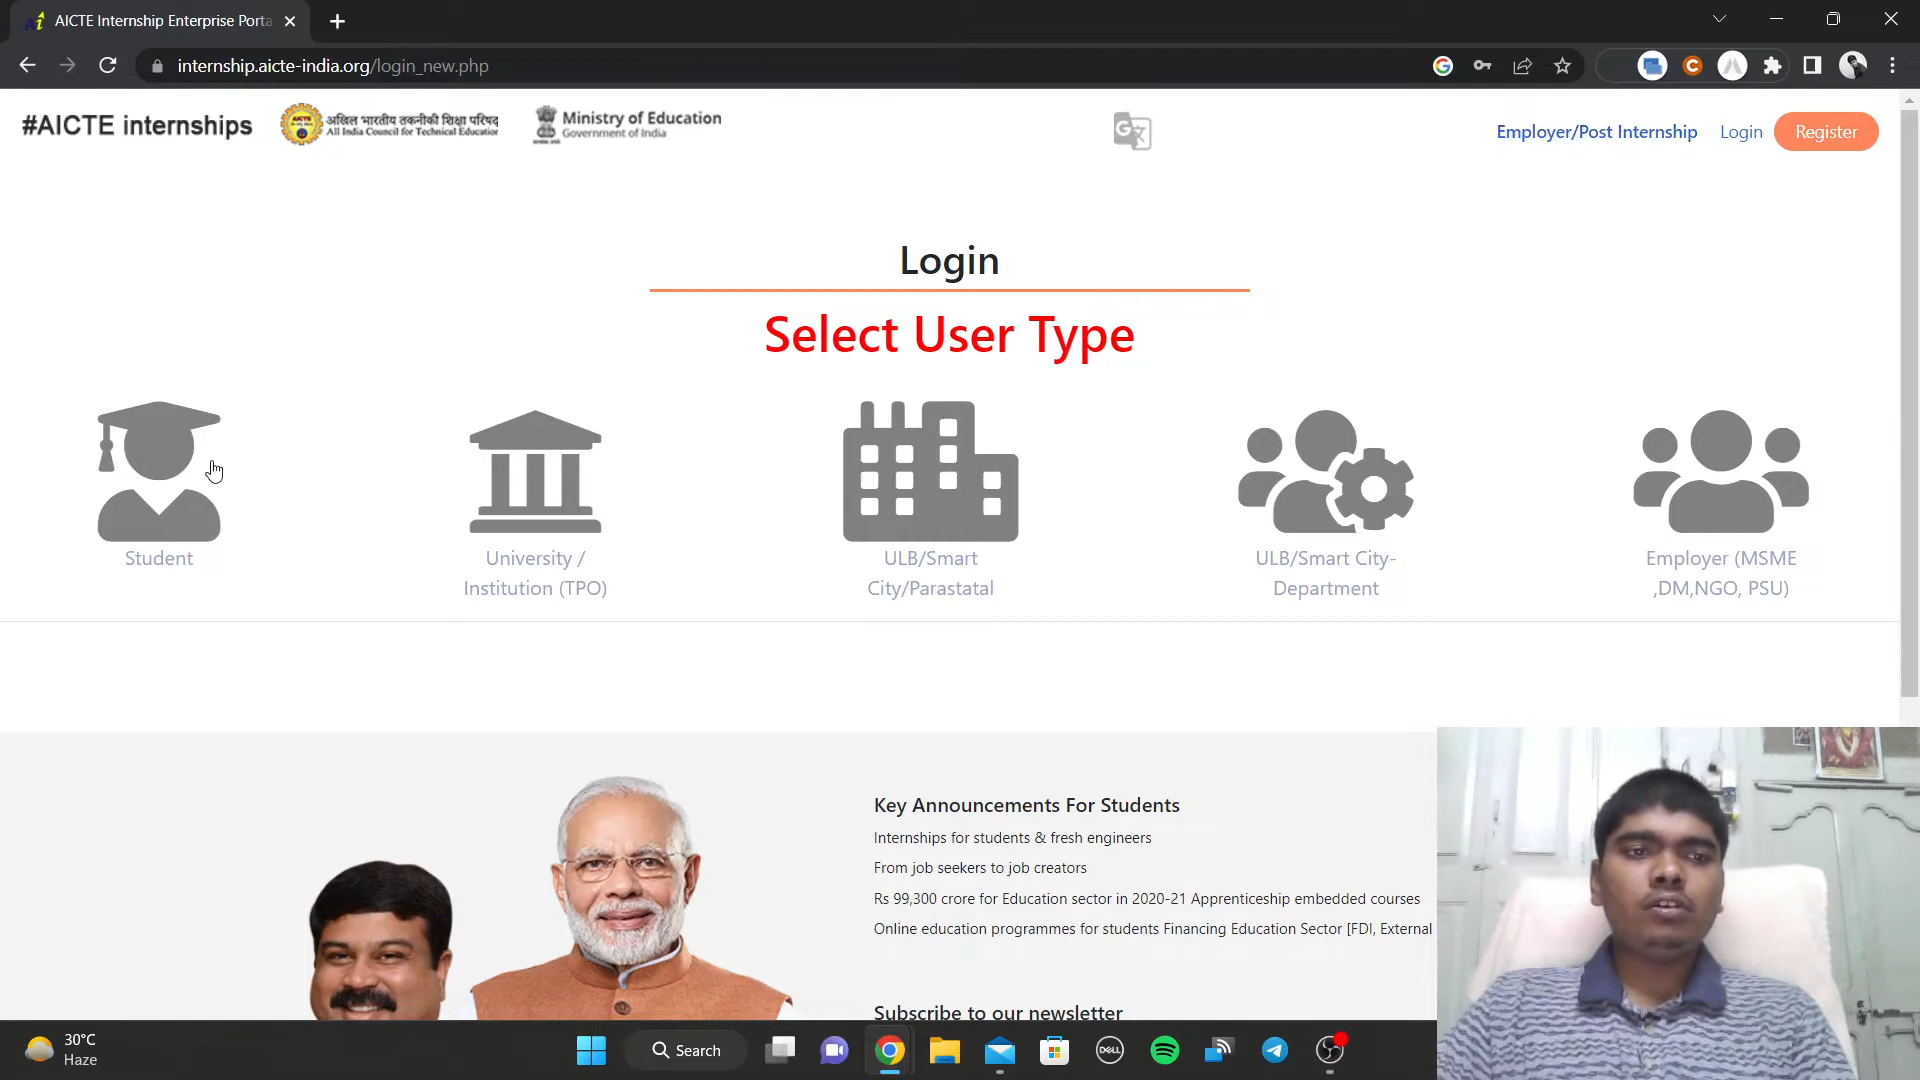 AICTE Internship Enterprise Porta
internship.aicte-india.org/login_new.php
#AICTE internships
अखिल भारतीय तकनीकी शिक्षा परिषद
All India Council for Technical Education
Ministry of Education
Government of India
Employer/Post Internship
Login
Register
Login
Select User Type
Student
University /
Institution (TPO)
ULB/Smart
City/Parastatal
ULB/Smart City-
Department
Employer (MSME
,DM,NGO, PSU)
Key Announcements For Students
Internships for students & fresh engineers
From job seekers to job creators
Rs 99,300 crore for Education sector in 2020-21 Apprenticeship embedded courses
Online education programmes for students Financing Education Sector [FDI, External
Subscribe to our newsletter
30°C
Haze
Search
DELL